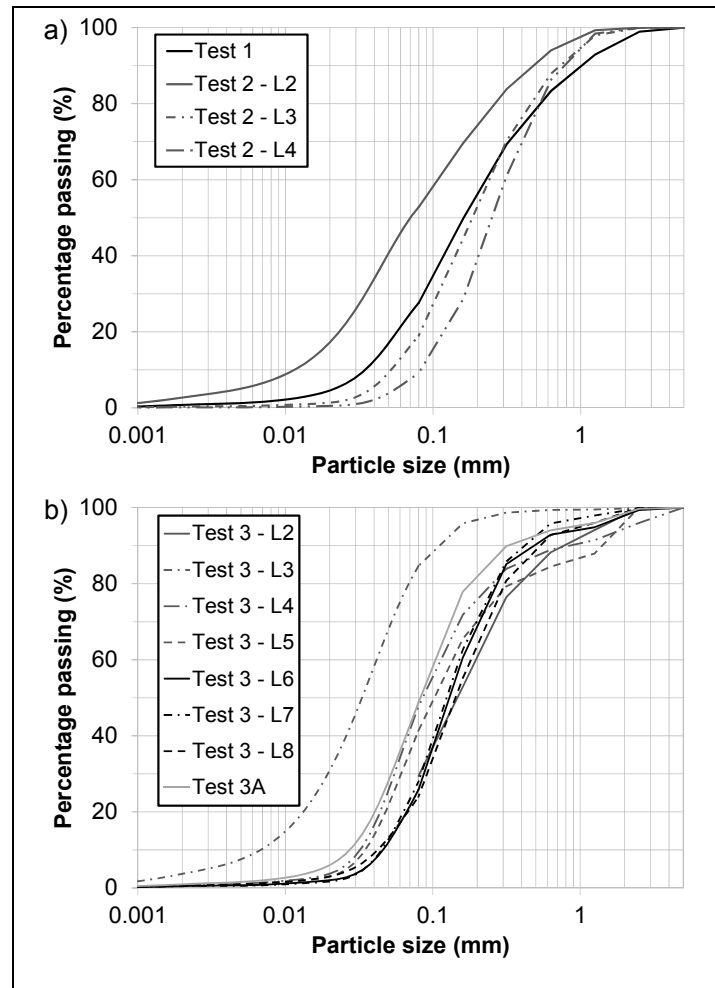 a)
100
80
60
40
20
0
Percentage passing (%)
Test 1
Test 2 - L2
Test 2 - L3
Test 2 - L4
0.001
0.01
0.1
1
Particle size (mm)
b)
100
80
60
40
20
0
Percentage passing (%)
Test 3 - L2
Test 3 - L3
Test 3 - L4
Test 3 - L5
Test 3 - L6
Test 3 - L7
Test 3 - L8
Test 3A
0.001
0.01
0.1
1
Particle size (mm)